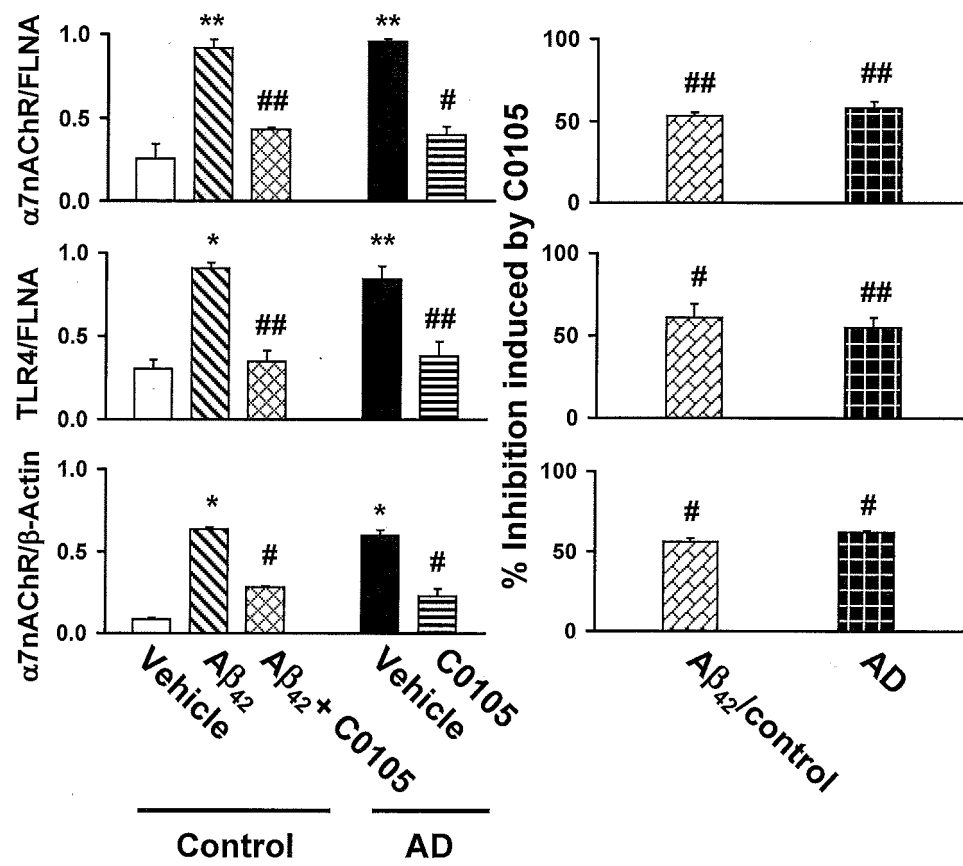 α7nAChR/FLNA
1.0
0.5
0.0
**
##
**
#
TLR4/FLNA
1.0
0.5
0.0
*
##
**
##
α7nAChR/β-Actin
1.0
0.5
0.0
*
#
*
#
Vehicle
Aβ42
Aβ42 + C0105
Vehicle
C0105
Control
AD
% Inhibition induced by C0105
100
50
0
##
##
100
50
0
#
##
100
50
0
#
#
Aβ42/control
AD